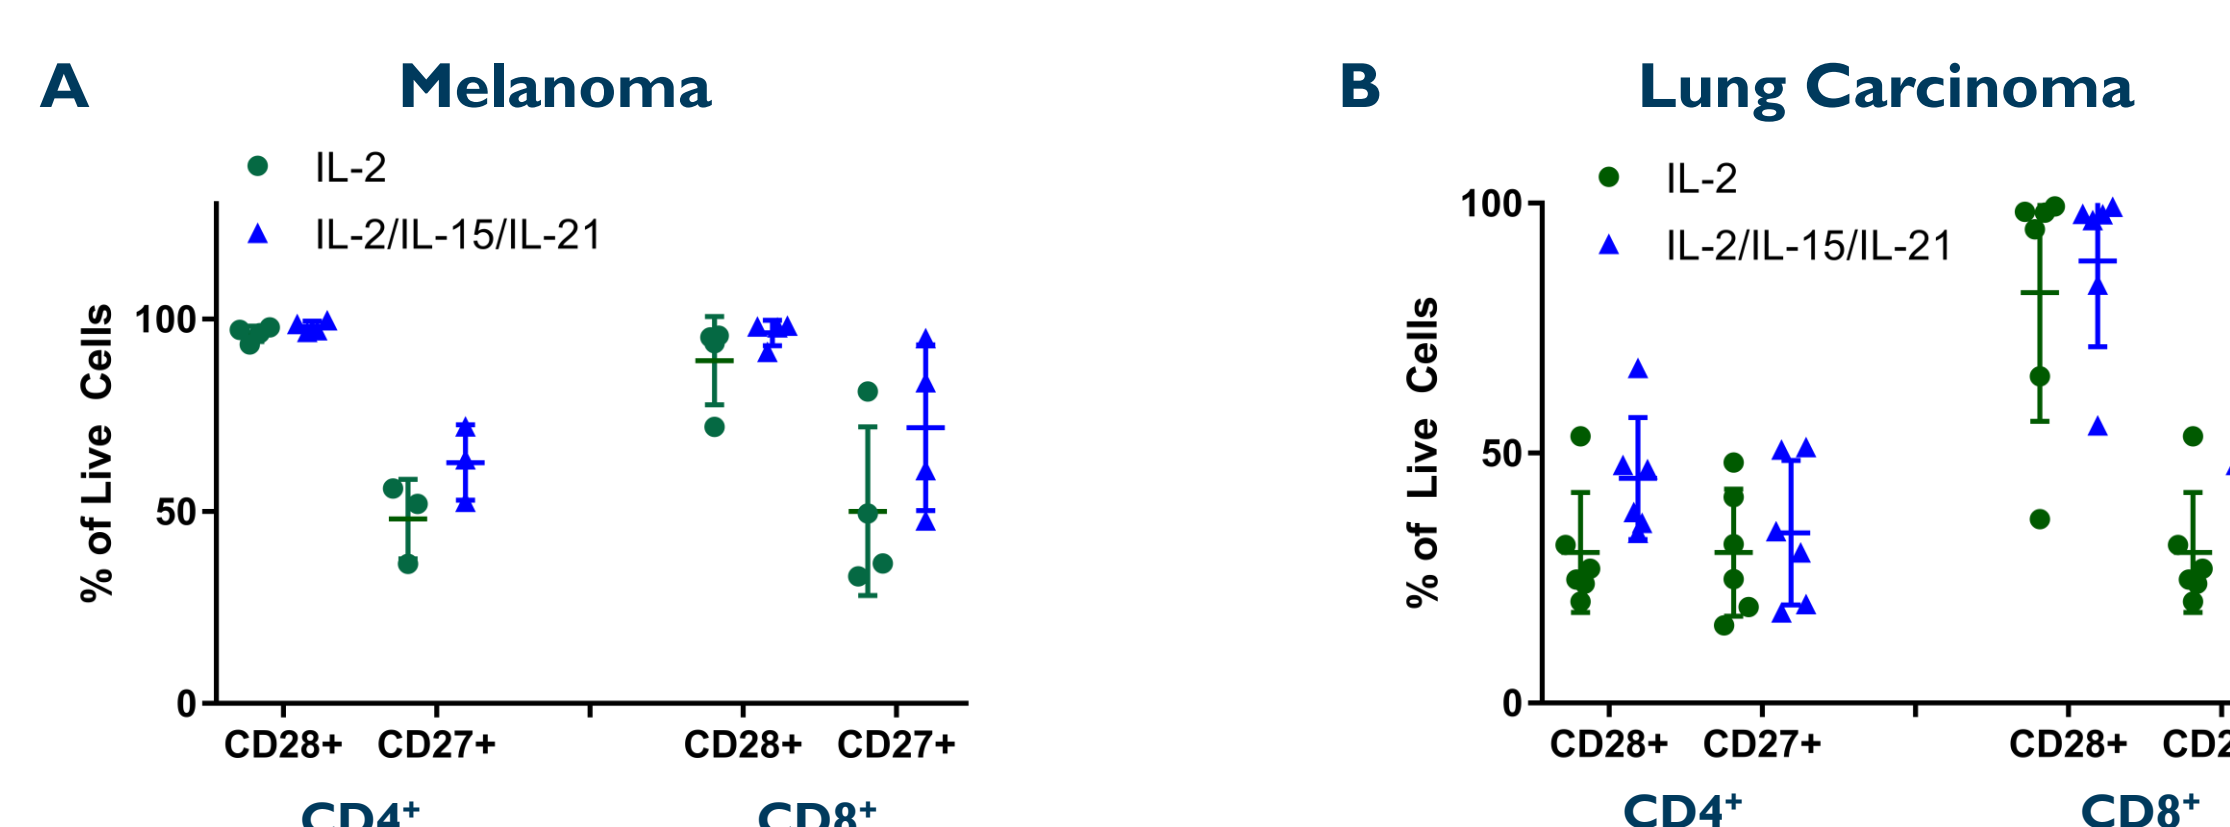 A Melanoma
IL-2
IL-2/IL-15/IL-21
% of Live Cells
100
50
0
CD28+ CD27+ CD28+ CD27+
CD4+ CD8+
B Lung Carcinoma
IL-2
IL-2/IL-15/IL-21
% of Live Cells
100
50
0
CD28+ CD27+ CD28+
CD4+ CD8+